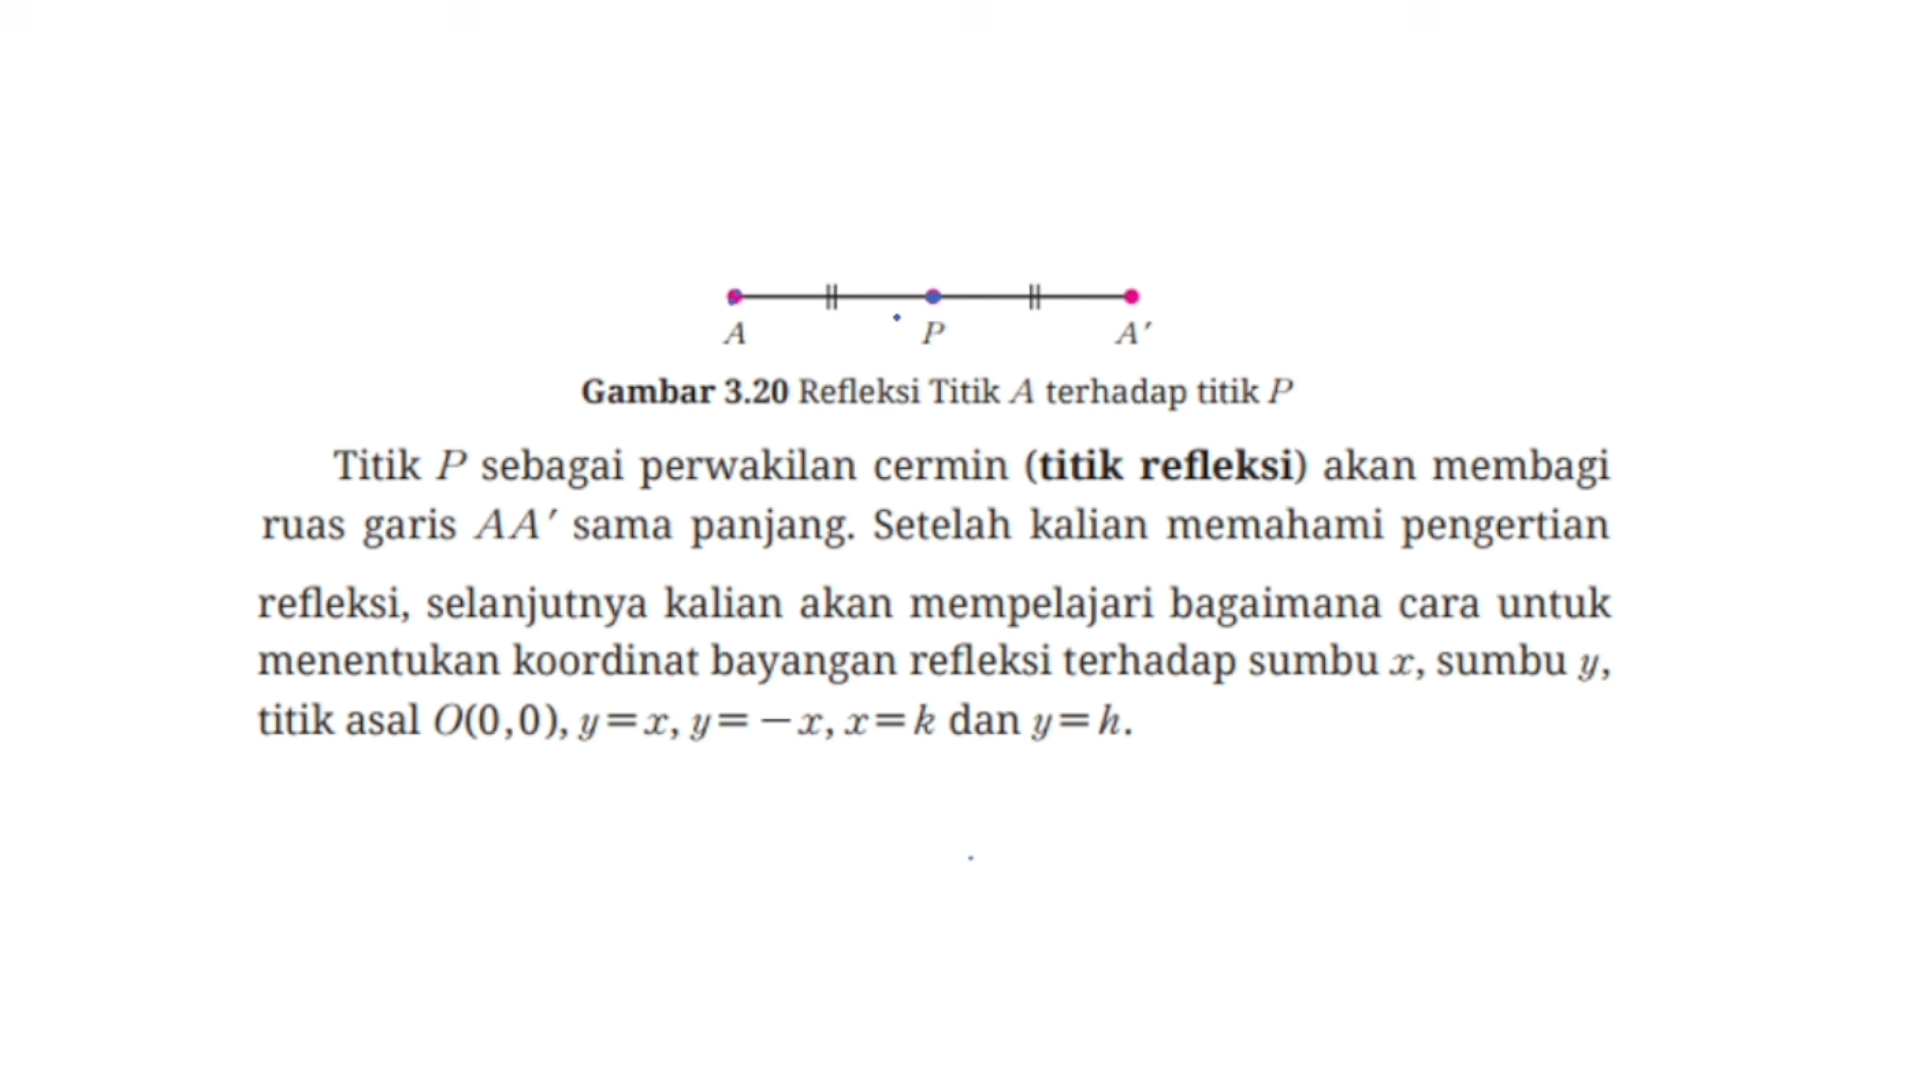 A P A′
Gambar 3.20 Refleksi Titik A terhadap titik P
Titik P sebagai perwakilan cermin (titik refleksi) akan membagi
ruas garis AA′ sama panjang. Setelah kalian memahami pengertian
refleksi, selanjutnya kalian akan mempelajari bagaimana cara untuk
menentukan koordinat bayangan refleksi terhadap sumbu x, sumbu y,
titik asal O(0,0), y=x, y=−x, x=k dan y=h.